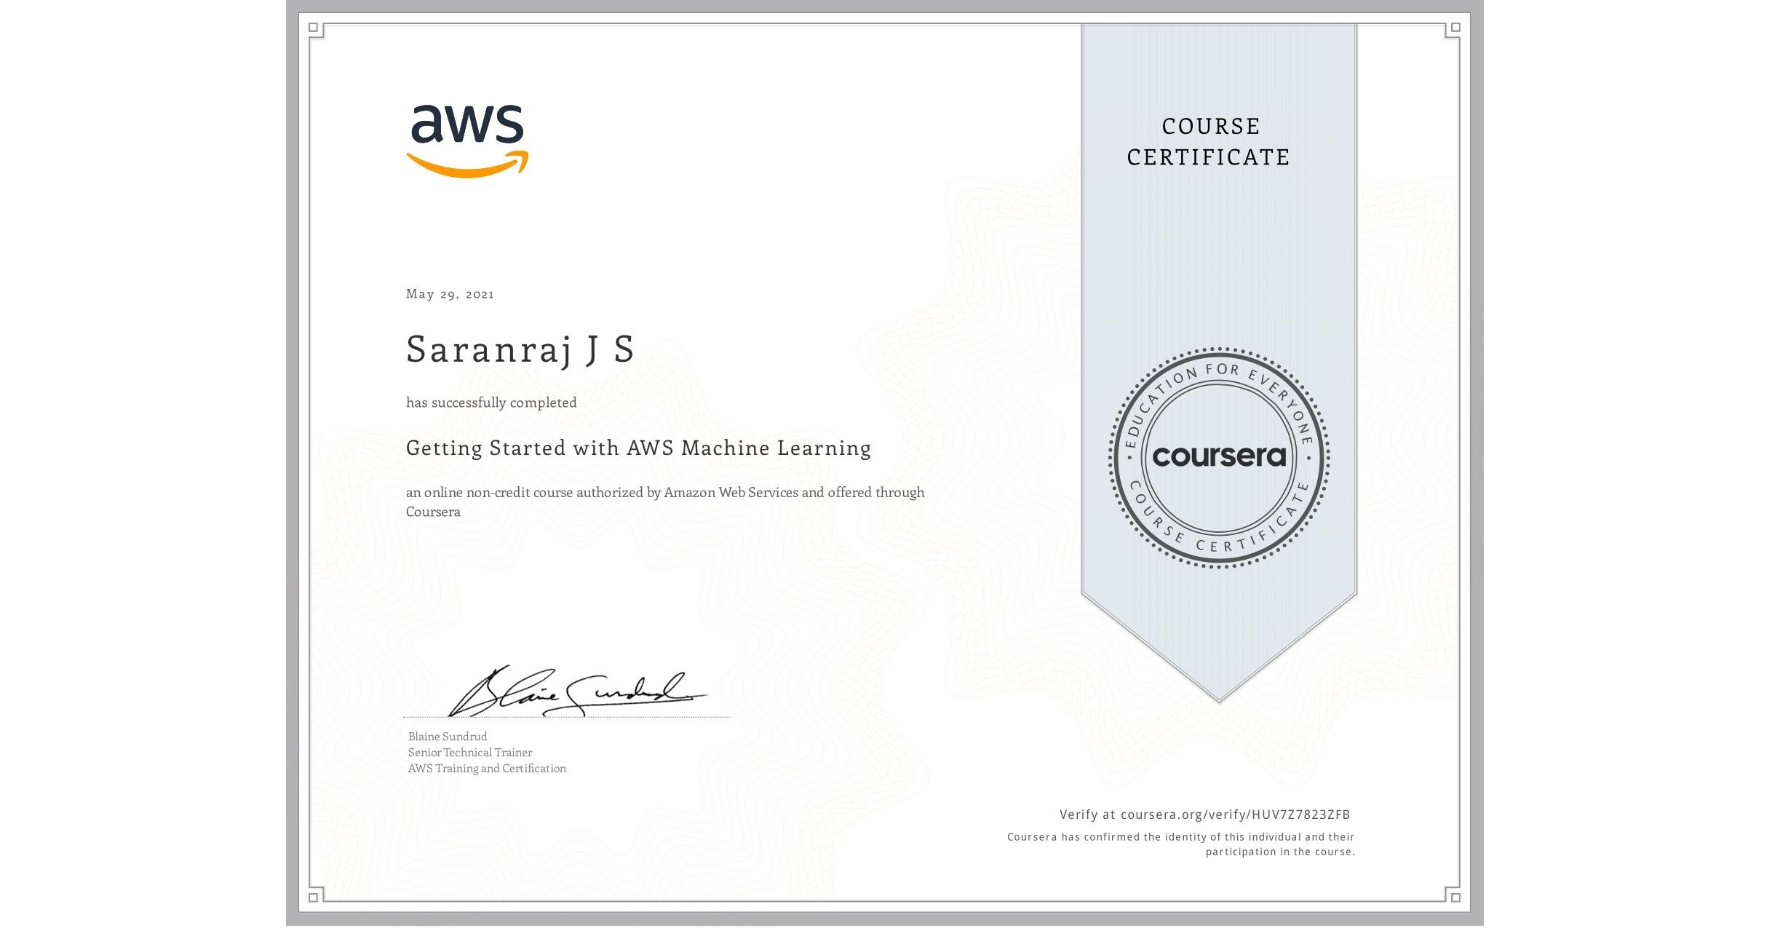 aws
COURSE
CERTIFICATE
May 29, 2021
Saranraj J S
has successfully completed
Getting Started with AWS Machine Learning
an online non-credit course authorized by Amazon Web Services and offered through
Coursera
EDUCATION FOR EVERYONE
coursera
COURSE CERTIFICATE
Blaine Sundrud
Blaine Sundrud
Senior Technical Trainer
AWS Training and Certification
Verify at coursera.org/verify/HUV7Z7823ZFB
Coursera has confirmed the identity of this individual and their
participation in the course.